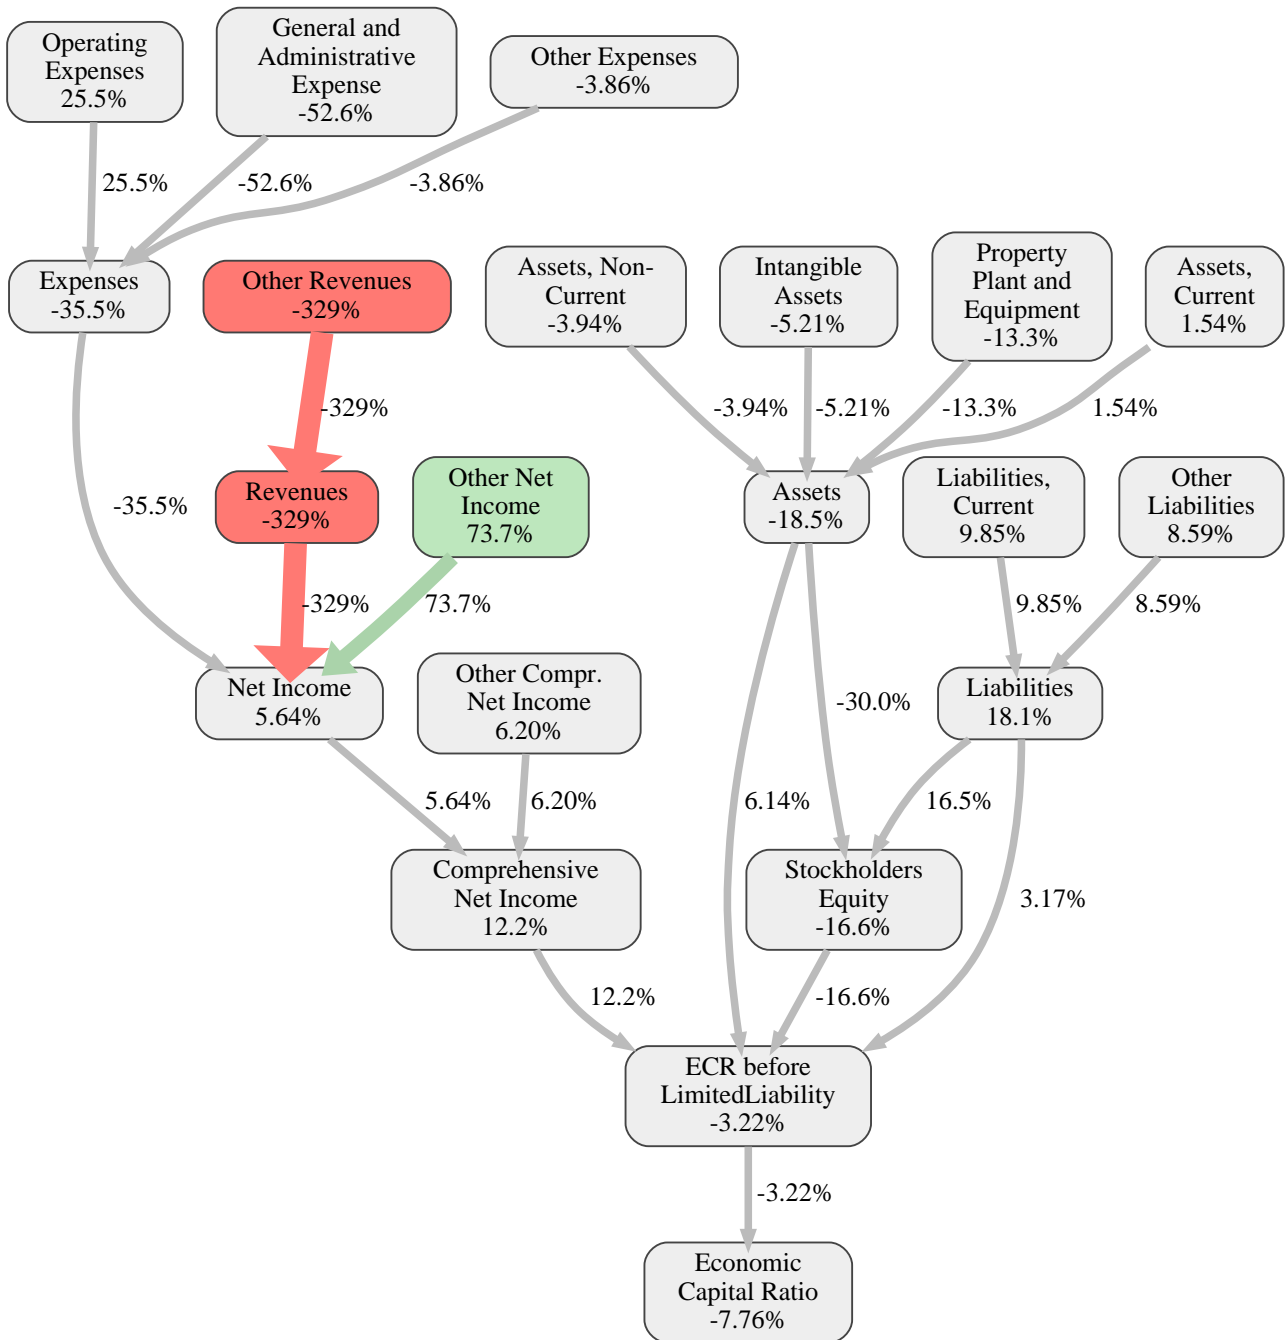 Operating
Expenses
25.5%
General and
Administrative
Expense
-52.6%
Other Expenses
-3.86%
25.5%
-52.6%
-3.86%
Expenses
-35.5%
Other Revenues
-329%
Assets, Non-
Current
-3.94%
Intangible
Assets
-5.21%
Property
Plant and
Equipment
-13.3%
Assets,
Current
1.54%
-329%
-3.94%
-5.21%
-13.3%
1.54%
-35.5%
Revenues
-329%
Other Net
Income
73.7%
Assets
-18.5%
Liabilities,
Current
9.85%
Other
Liabilities
8.59%
-329%
73.7%
9.85%
8.59%
Net Income
5.64%
Other Compr.
Net Income
6.20%
-30.0%
Liabilities
18.1%
5.64%
6.20%
6.14%
16.5%
Comprehensive
Net Income
12.2%
Stockholders
Equity
-16.6%
3.17%
12.2%
-16.6%
ECR before
LimitedLiability
-3.22%
-3.22%
Economic
Capital Ratio
-7.76%